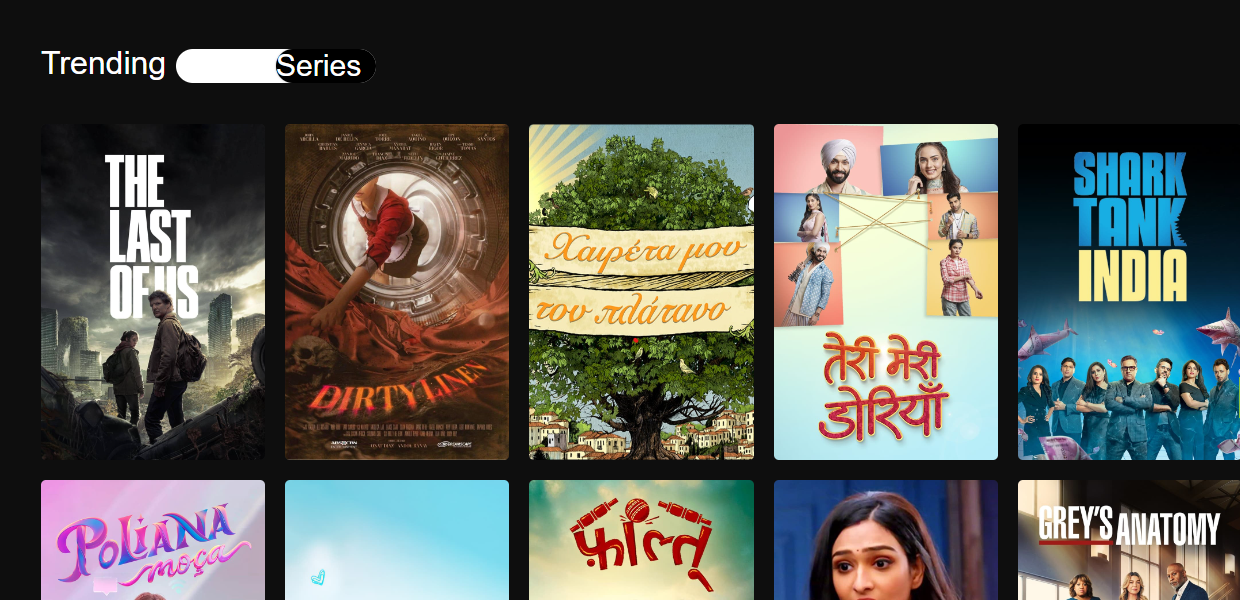 Trending
Series
THE
LAST
OF US
DIRTY LINEN
Χαιρέτα μου
τον πλάτανο
तेरी मेरी
डोरियाँ
SHARK
TANK
INDIA
POLIANA
moça
फालतू
GREY'S ANATOMY